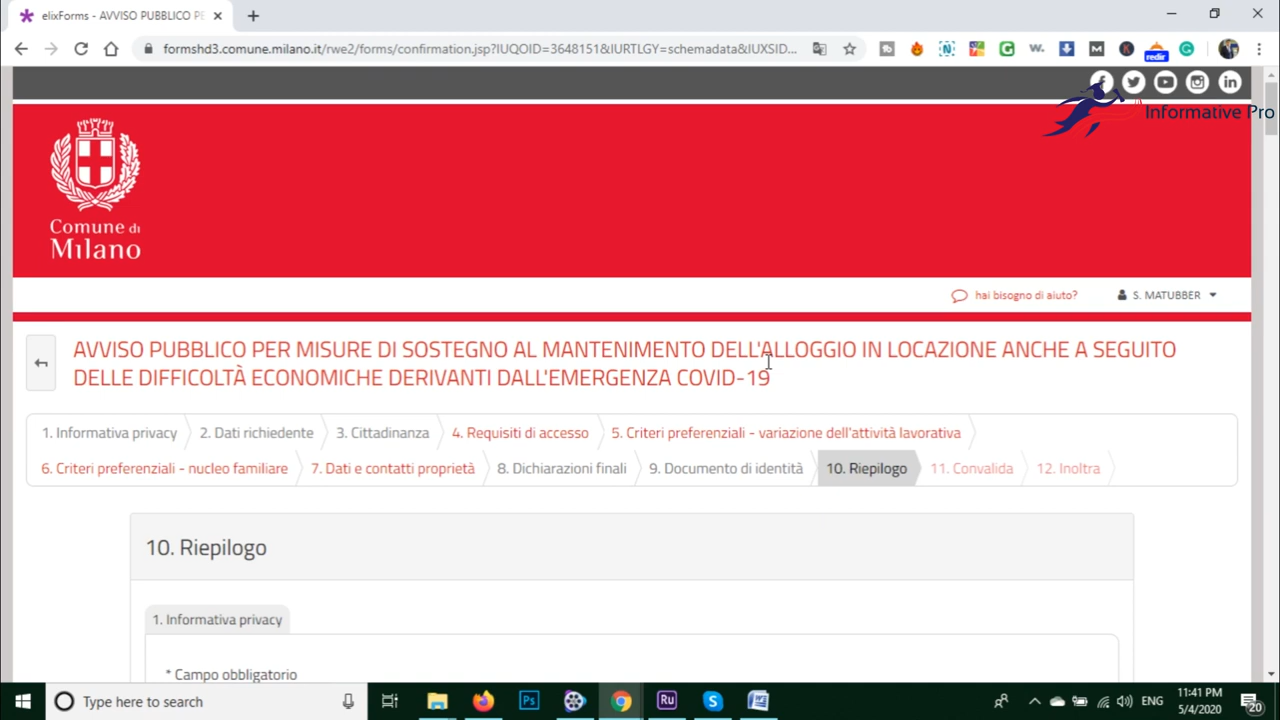 elixForms - AVVISO PUBBLICO PE
formshd3.comune.milano.it/rwe2/forms/confirmation.jsp?IUQOID=3648151&IURTLGY=schemadata&IUXSID...
redir
Informative Pro
Comune di
Milano
hai bisogno di aiuto?
S. MATUBBER
AVVISO PUBBLICO PER MISURE DI SOSTEGNO AL MANTENIMENTO DELL'ALLOGGIO IN LOCAZIONE ANCHE A SEGUITO
DELLE DIFFICOLTÀ ECONOMICHE DERIVANTI DALL'EMERGENZA COVID-19
1. Informativa privacy
2. Dati richiedente
3. Cittadinanza
4. Requisiti di accesso
5. Criteri preferenziali - variazione dell'attività lavorativa
6. Criteri preferenziali - nucleo familiare
7. Dati e contatti proprietà
8. Dichiarazioni finali
9. Documento di identità
10. Riepilogo
11. Convalida
12. Inoltra
10. Riepilogo
1. Informativa privacy
* Campo obbligatorio
Type here to search
Ps
Ru
ENG
11:41 PM
5/4/2020
20